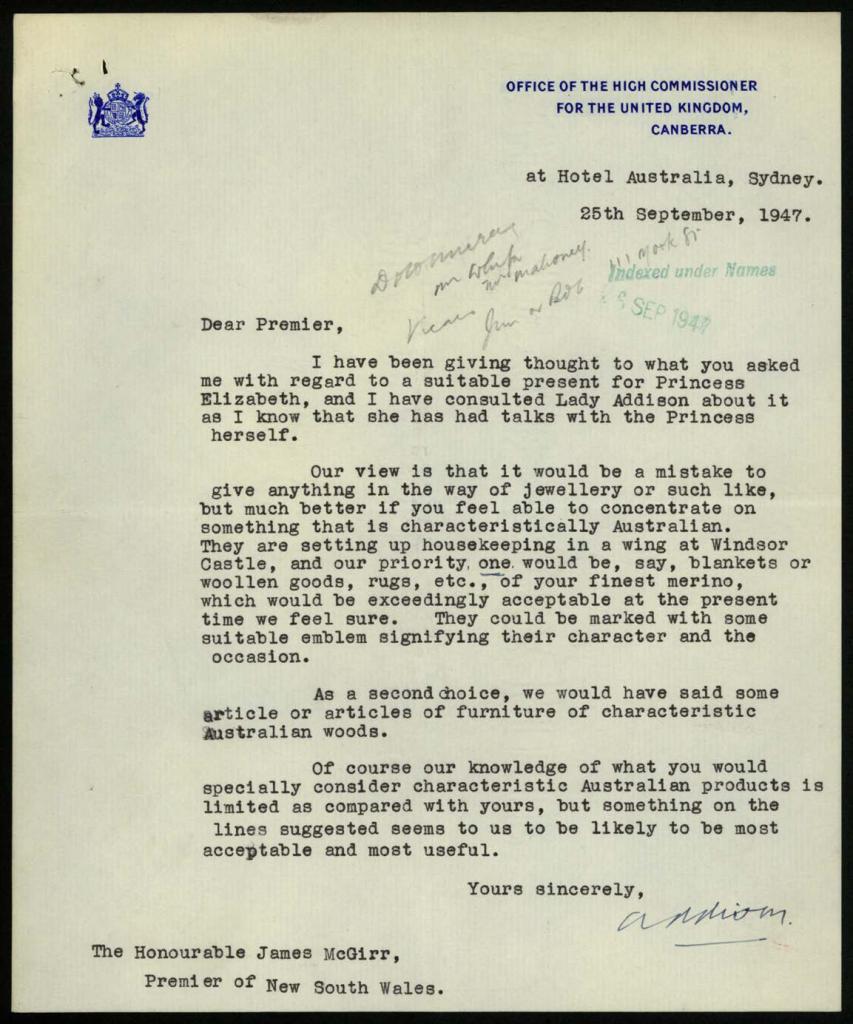 OFFICE OF THE HIGH COMMISSIONER
FOR THE UNITED KINGDOM,
CANBERRA.
at Hotel Australia, Sydney.
25th September, 1947.
111 York St
Indexed under Names
SEP 1947
Dear Premier,
I have been giving thought to what you asked
me with regard to a suitable present for Princess
Elizabeth, and I have consulted Lady Addison about it
as I know that she has had talks with the Princess
herself.
Our view is that it would be a mistake to
give anything in the way of jewellery or such like,
but much better if you feel able to concentrate on
something that is characteristically Australian.
They are setting up housekeeping in a wing at Windsor
Castle, and our priority one would be, say, blankets or
woollen goods, rugs, etc., of your finest merino,
which would be exceedingly acceptable at the present
time we feel sure. They could be marked with some
suitable emblem signifying their character and the
occasion.
As a second choice, we would have said some
article or articles of furniture of characteristic
Australian woods.
Of course our knowledge of what you would
specially consider characteristic Australian products is
limited as compared with yours, but something on the
lines suggested seems to us to be likely to be most
acceptable and most useful.
Yours sincerely,
Addison.
The Honourable James McGirr,
Premier of New South Wales.